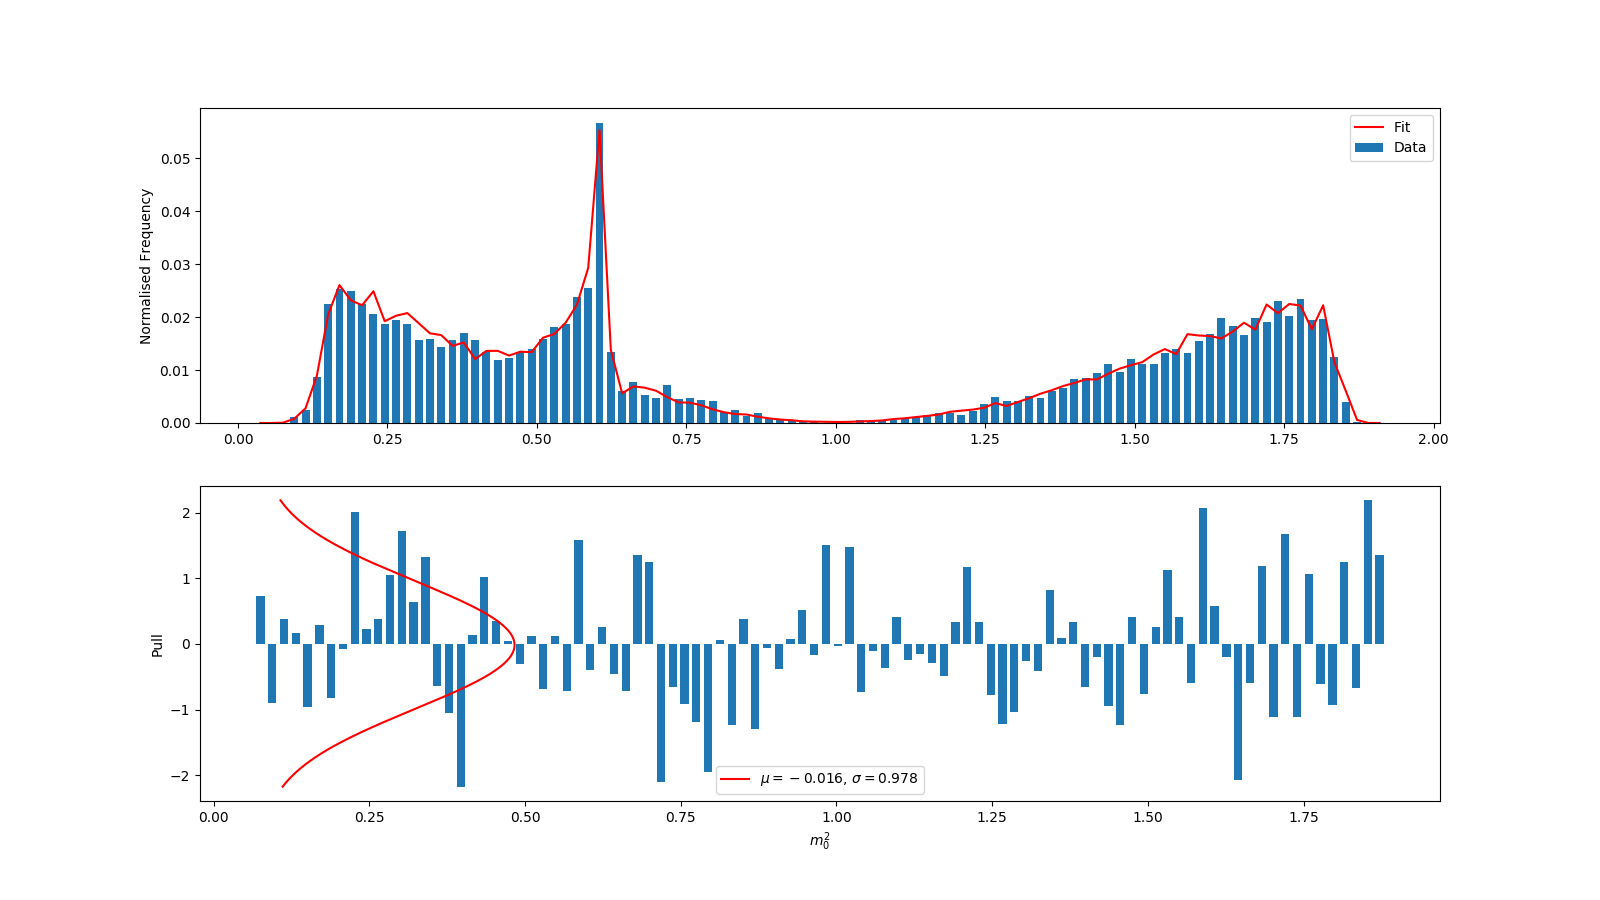 Normalised Frequency
0.05
0.04
0.03
0.02
0.01
0.00
Fit
Data
0.00 0.25 0.50 0.75 1.00 1.25 1.50 1.75 2.00
Pull
2
1
0
−1
−2
μ = −0.016, σ = 0.978
0.00 0.25 0.50 0.75 1.00 1.25 1.50 1.75
m₀²